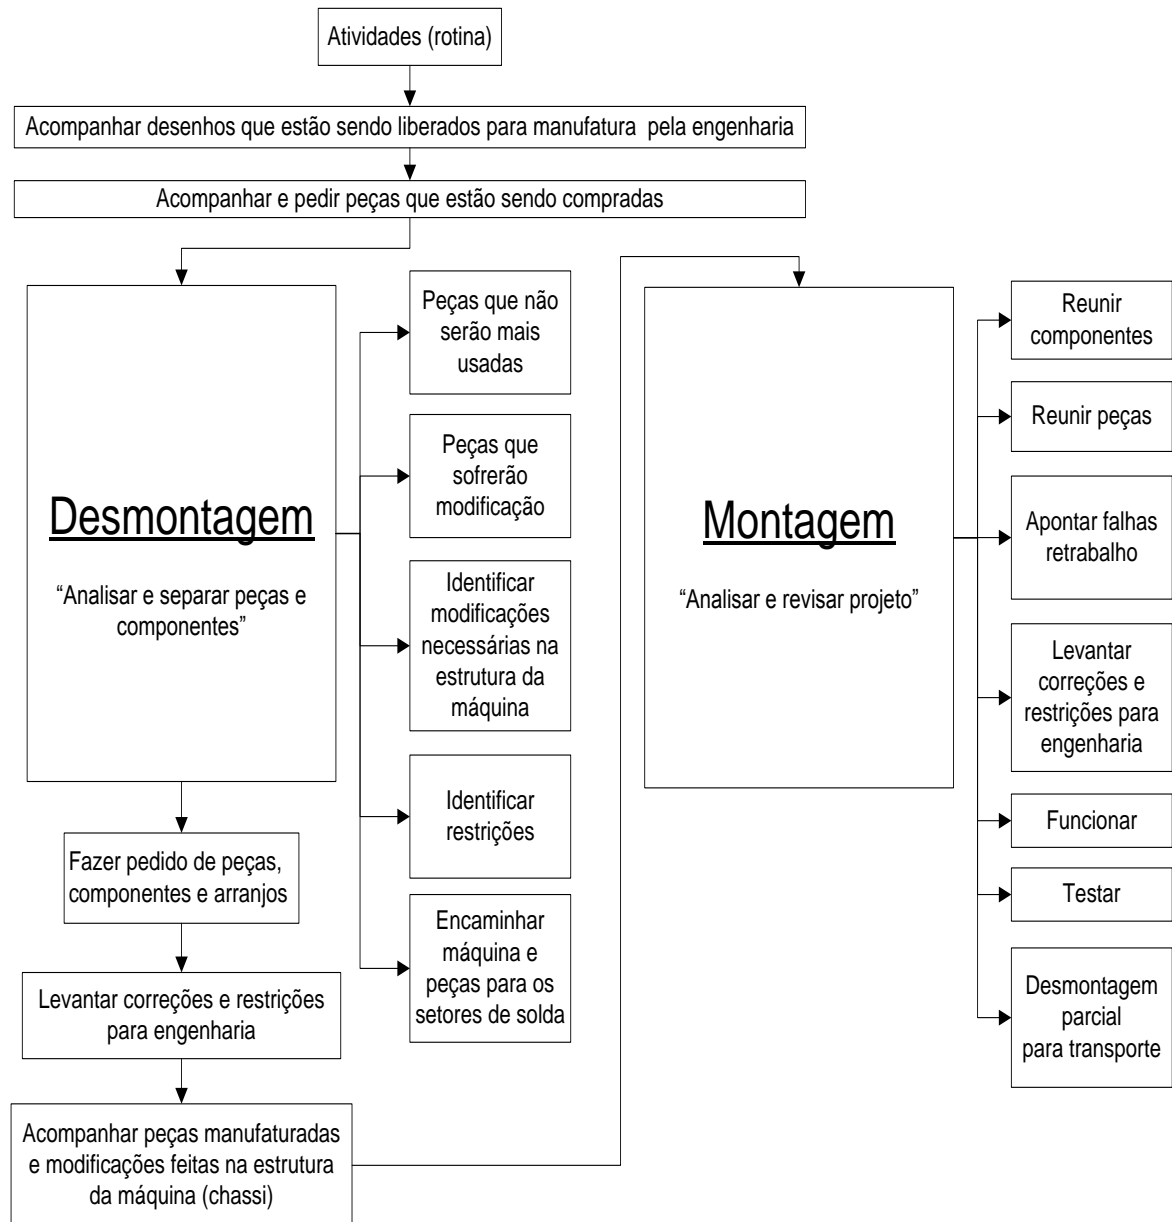 Atividades (rotina)
Acompanhar desenhos que estão sendo liberados para manufatura pela engenharia
Acompanhar e pedir peças que estão sendo compradas
Desmontagem
“Analisar e separar peças e
componentes”
Peças que não
serão mais
usadas
Peças que
sofrerão
modificação
Identificar
modificações
necessárias na
estrutura da
máquina
Identificar
restrições
Encaminhar
máquina e
peças para os
setores de solda
Fazer pedido de peças,
componentes e arranjos
Levantar correções e restrições
para engenharia
Acompanhar peças manufaturadas
e modificações feitas na estrutura
da máquina (chassi)
Montagem
“Analisar e revisar projeto”
Reunir
componentes
Reunir peças
Apontar falhas
retrabalho
Levantar
correções e
restrições para
engenharia
Funcionar
Testar
Desmontagem
parcial
para transporte